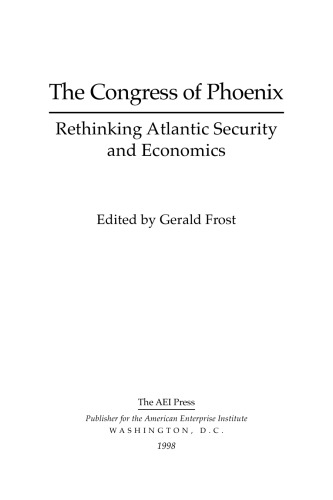 The Congress of Phoenix
Rethinking Atlantic Security
and Economics
Edited by Gerald Frost
The AEI Press
Publisher for the American Enterprise Institute
WASHINGTON, D.C.
1998